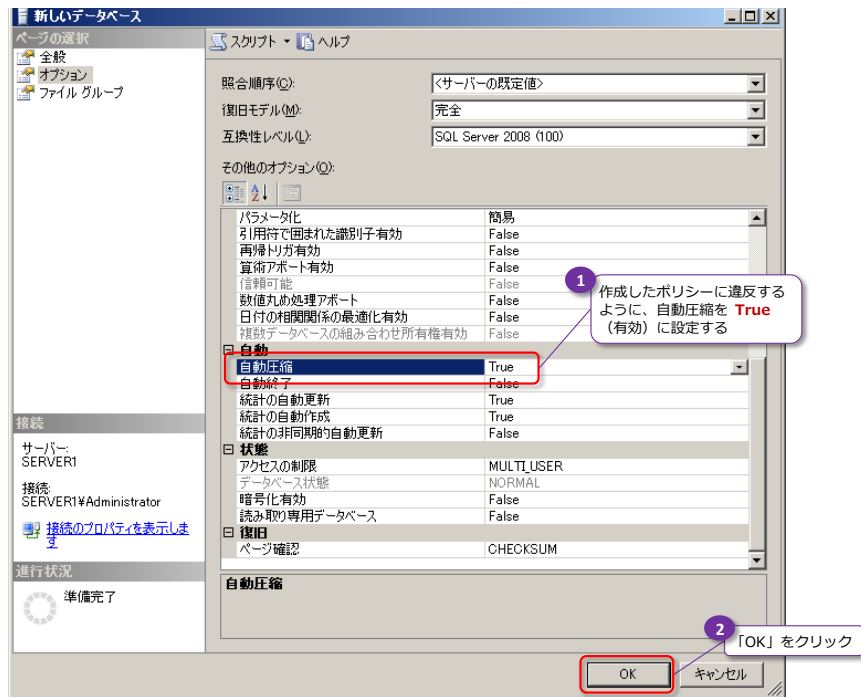 新しいデータベース
ページの選択
全般
オプション
ファイル グループ
スクリプト ヘルプ
照合順序(C): <サーバーの既定値>
復旧モデル(M): 完全
互換性レベル(L): SQL Server 2008 (100)
その他のオプション(O):
パラメータ化 簡易
引用符で囲まれた識別子有効 False
再帰トリガ有効 False
算術アボート有効 False
信頼可能 False
数値丸め処理アボート False
日付の相関関係の最適化有効 False
複数データベースの組み合わせ所有権有効 False
自動
自動圧縮 True
自動終了 False
統計の自動更新 True
統計の自動作成 True
統計の非同期的自動更新 False
状態
アクセスの制限 MULTI_USER
データベース状態 NORMAL
暗号化有効 False
読み取り専用データベース False
復旧
ページ確認 CHECKSUM
自動圧縮
1
作成したポリシーに違反する
ように、自動圧縮を True
（有効）に設定する
接続
サーバー:
SERVER1
接続:
SERVER1¥Administrator
接続のプロパティを表示しま
す
進行状況
準備完了
2
「OK」をクリック
OK キャンセル